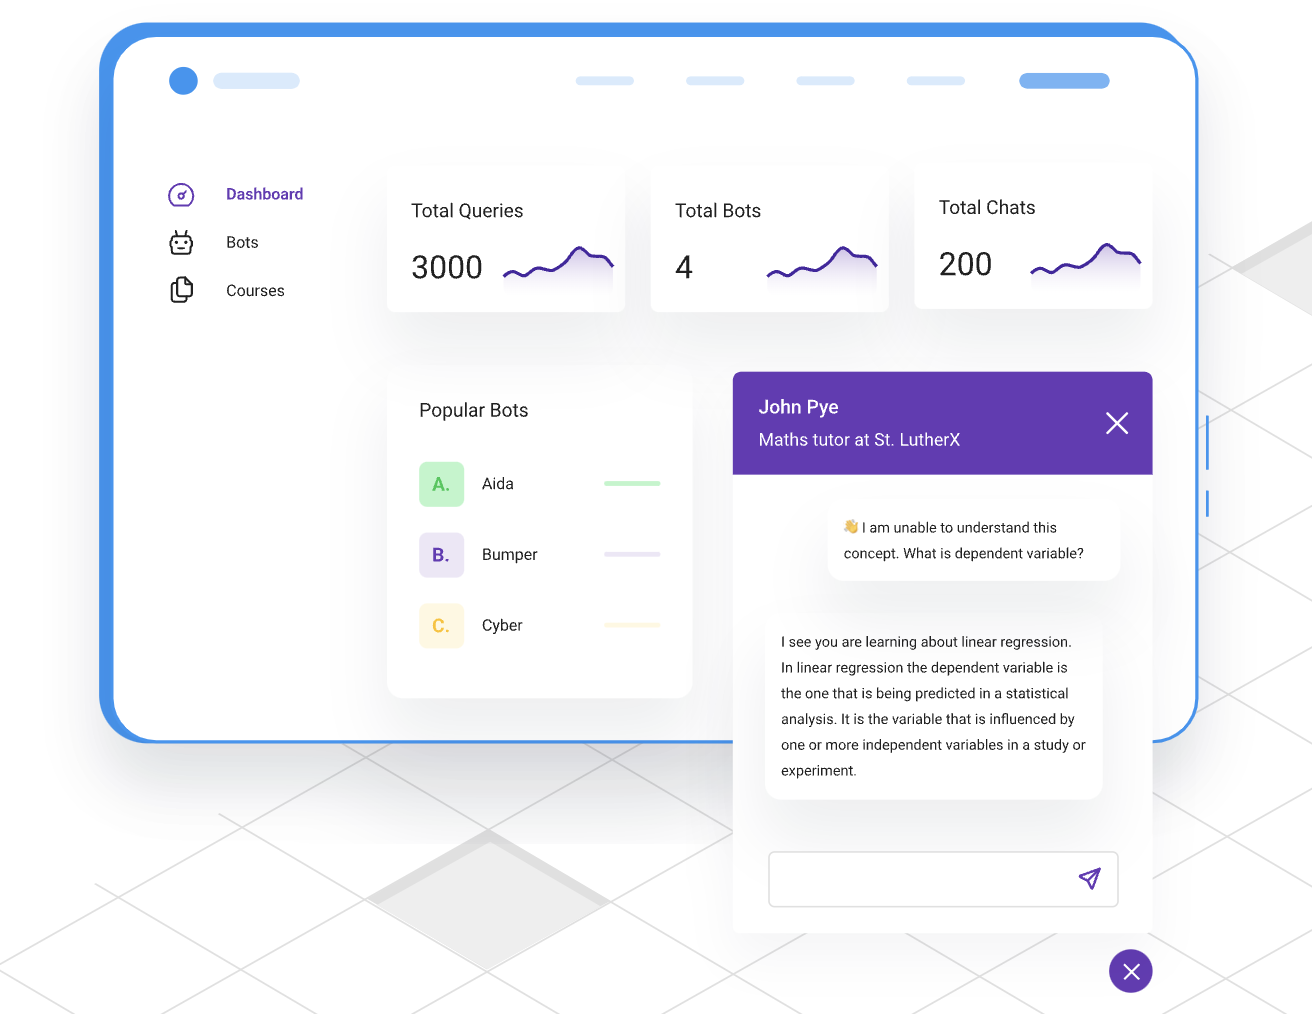 Dashboard
Bots
Courses
Total Queries
3000
Total Bots
4
Total Chats
200
Popular Bots
A. Aida
B. Bumper
C. Cyber
John Pye
Maths tutor at St. LutherX
👋 I am unable to understand this
concept. What is dependent variable?
I see you are learning about linear regression.
In linear regression the dependent variable is
the one that is being predicted in a statistical
analysis. It is the variable that is influenced by
one or more independent variables in a study or
experiment.